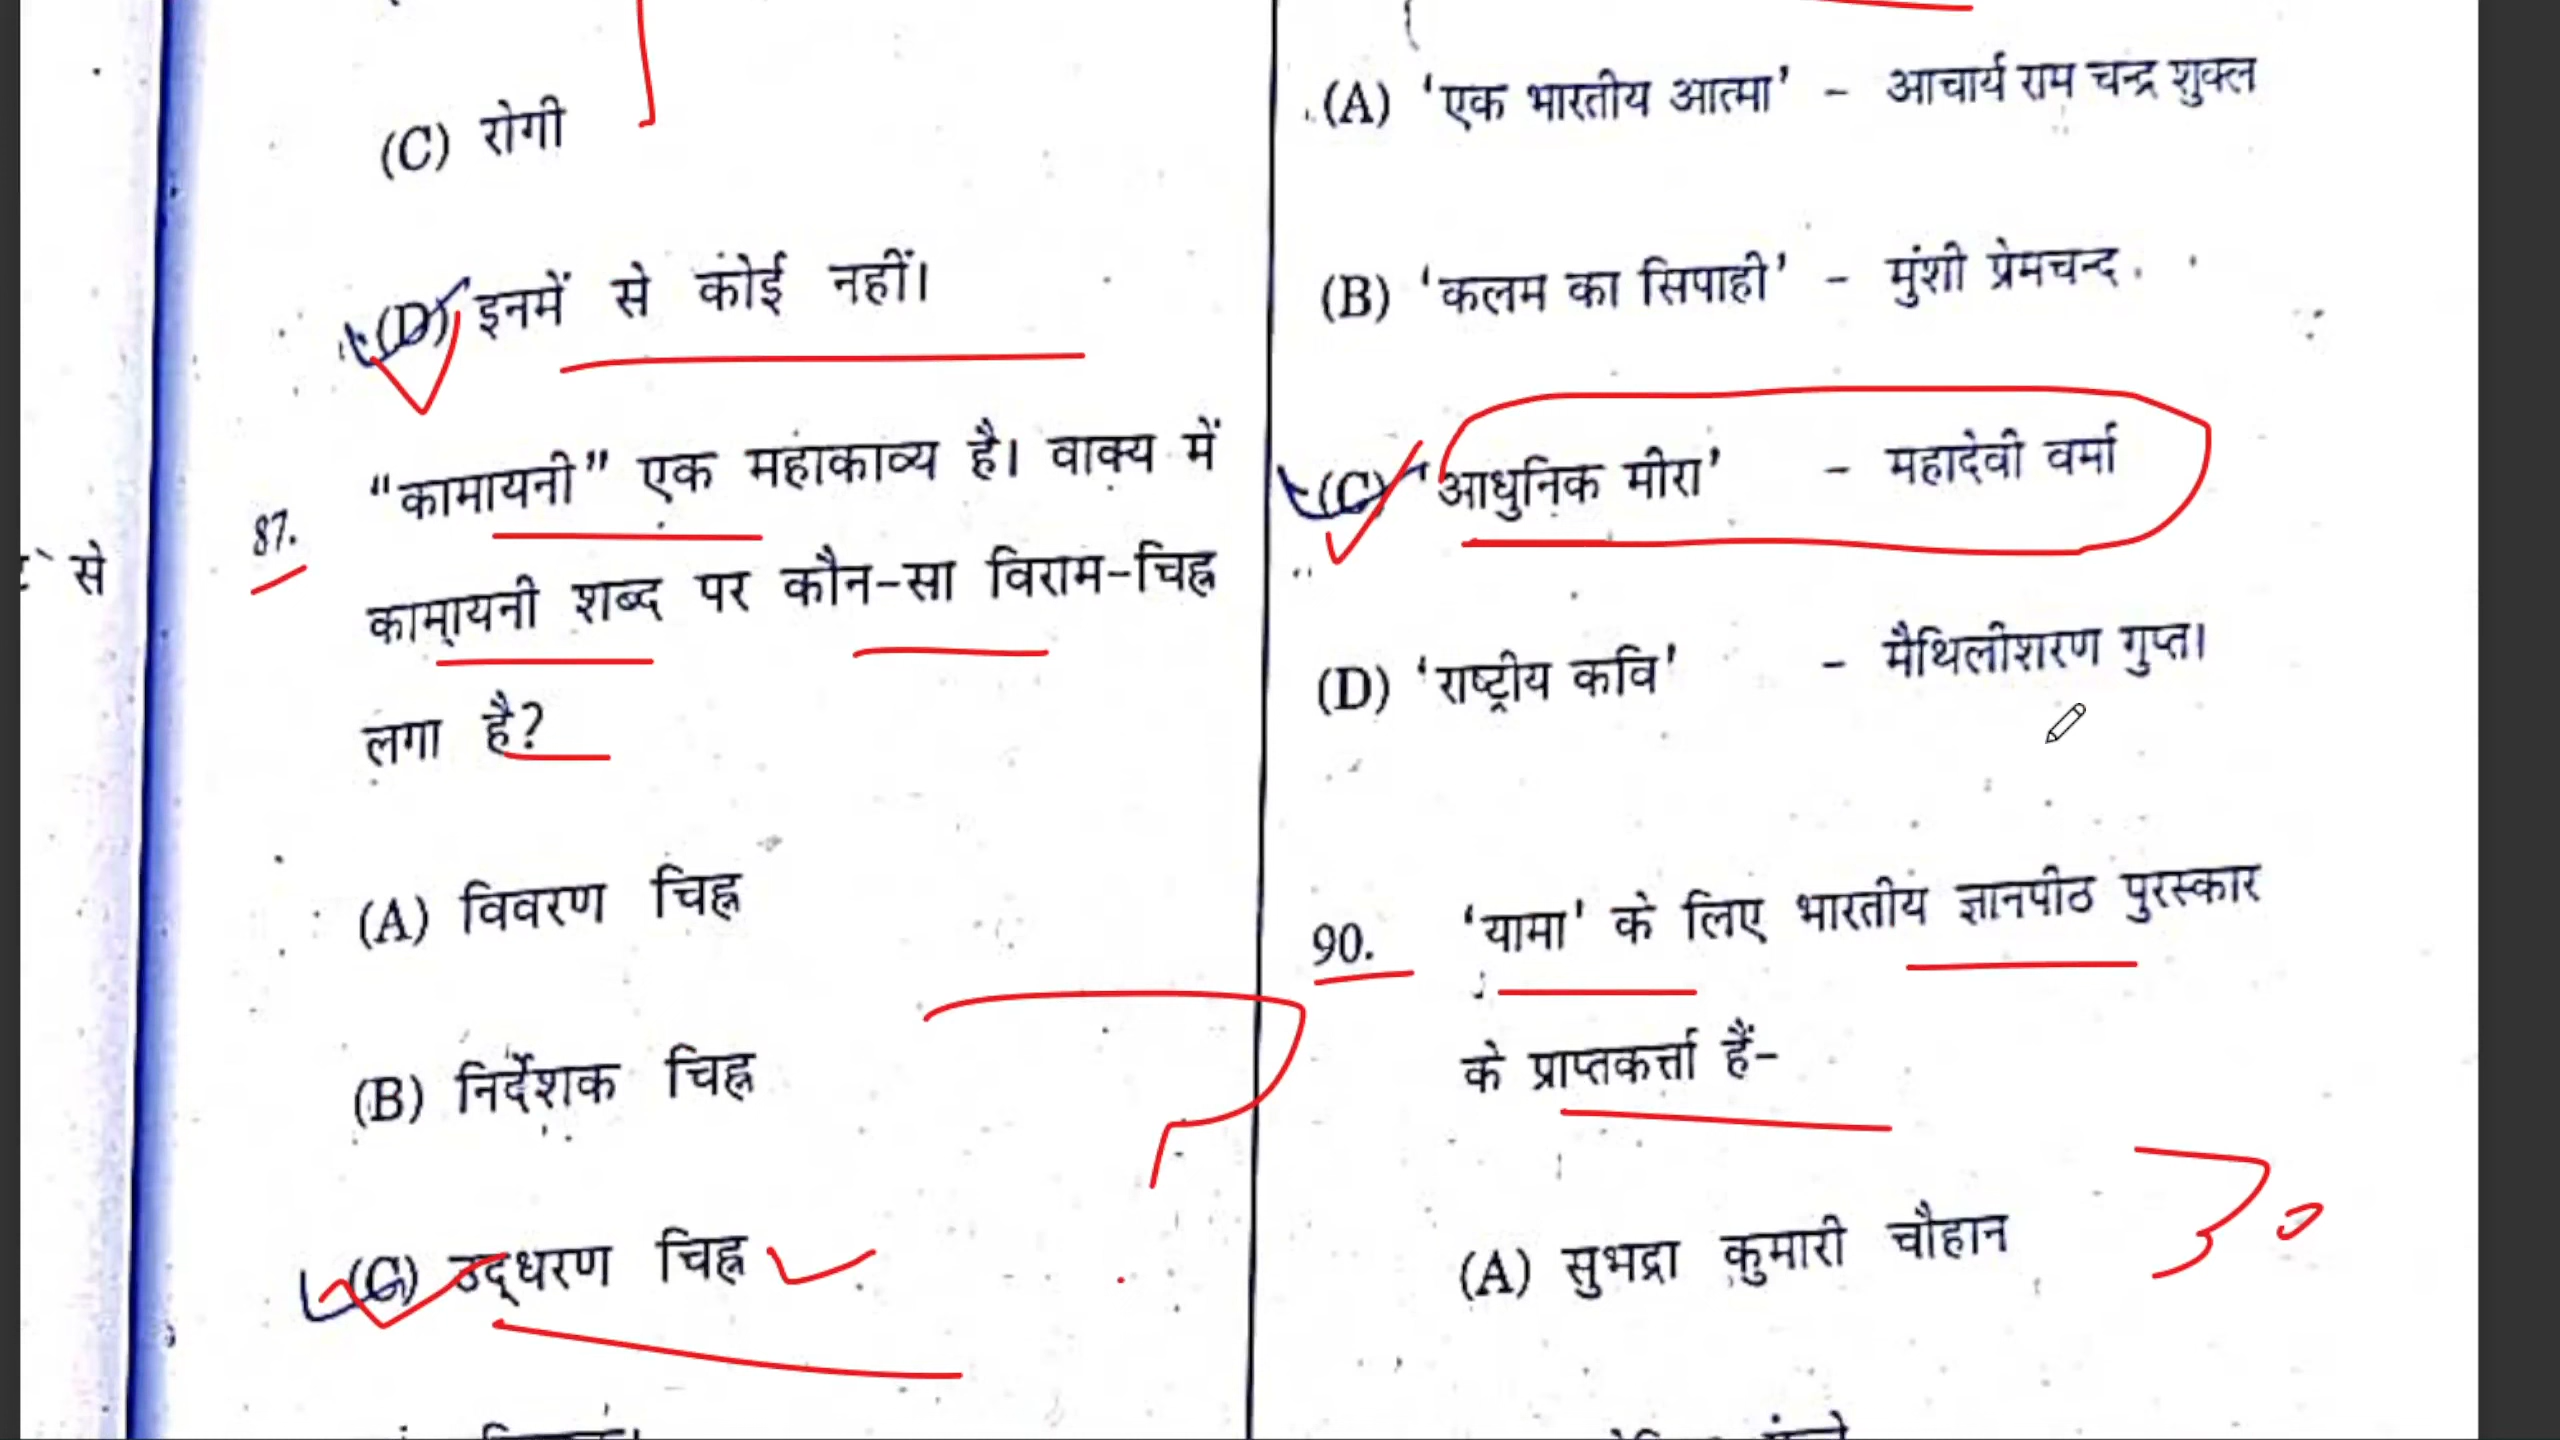 (C) रोगी
(D) इनमें से कोई नहीं।
से
87. “कामायनी” एक महाकाव्य है। वाक्य में
कामायनी शब्द पर कौन-सा विराम-चिह्न
लगा है?
(A) विवरण चिह्न
(B) निर्देशक चिह्न
(C) उद्धरण चिह्न
(A) ‘एक भारतीय आत्मा’ - आचार्य राम चन्द्र शुक्ल
(B) ‘कलम का सिपाही’ - मुंशी प्रेमचन्द
(C) ‘आधुनिक मीरा’ - महादेवी वर्मा
(D) ‘राष्ट्रीय कवि’ - मैथिलीशरण गुप्त।
90. ‘यामा’ के लिए भारतीय ज्ञानपीठ पुरस्कार
के प्राप्तकर्त्ता हैं-
(A) सुभद्रा कुमारी चौहान